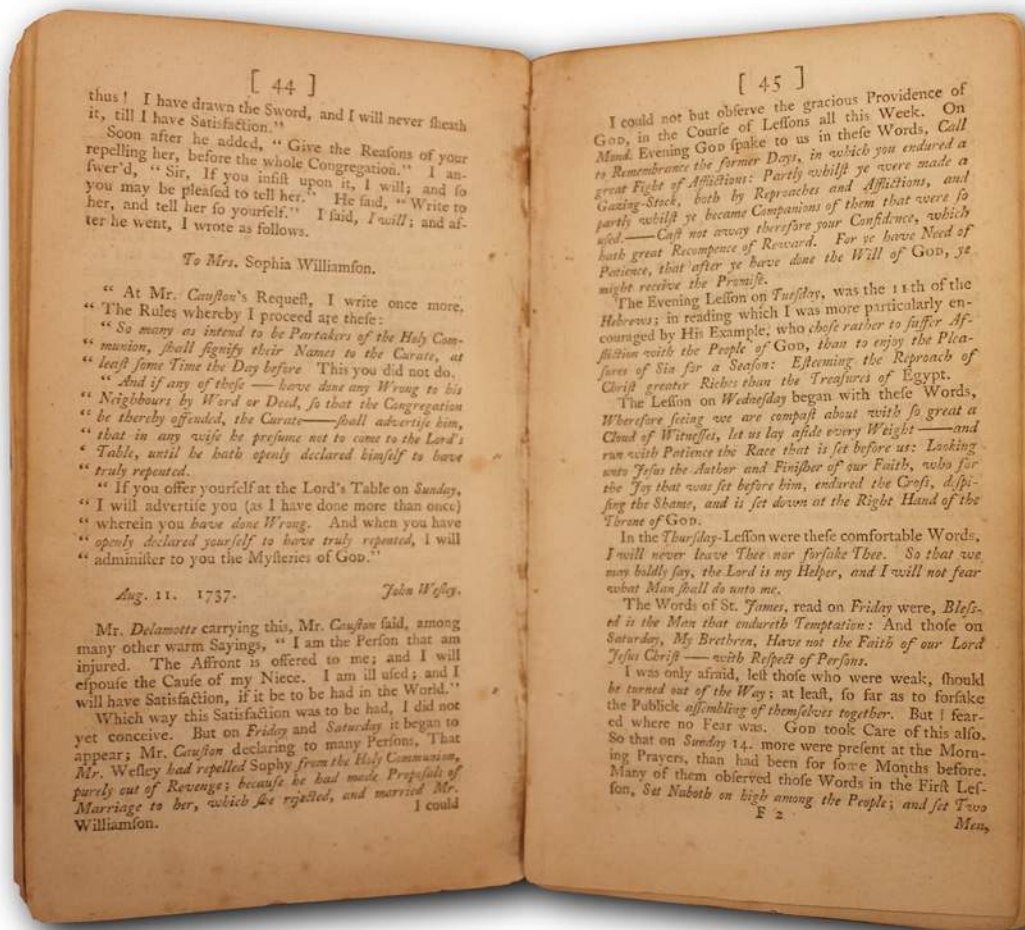 [ 44 ]
thus! I have drawn the Sword, and I will never ſheath
it, till I have Satisfaction."
Soon after he added, " Give the Reaſons of your
repelling her, before the whole Congregation." I an-
ſwer'd, " Sir, If you inſiſt upon it, I will; and ſo
you may be pleaſed to tell her." He ſaid, " Write to
her, and tell her ſo yourſelf." I ſaid, I will; and af-
ter he went, I wrote as follows.
To Mrs. Sophia Williamſon.
" At Mr. Cauſton's Requeſt, I write once more.
" The Rules whereby I proceed are theſe:
" So many as intend to be Partakers of the Holy Com-
" munion, ſhall ſignify their Names to the Curate, at
" leaſt ſome Time the Day before This you did not do.
" And if any of theſe — have done any Wrong to his
" Neighbours by Word or Deed, ſo that the Congregation
" be thereby offended, the Curate——ſhall advertiſe him,
" that in any wiſe he preſume not to come to the Lord's
' Table, until he hath openly declared himſelf to have
" truly repented.
" If you offer yourſelf at the Lord's Table on Sunday,
" I will advertiſe you (as I have done more than once)
" wherein you have done Wrong. And when you have
" openly declared yourſelf to have truly repented, I will
" adminiſter to you the Myſteries of GOD."
Aug. 11. 1737. John Weſley.
Mr. Delamotte carrying this, Mr. Cauſton ſaid, among
many other warm Sayings, " I am the Perſon that am
injured. The Affront is offered to me; and I will
eſpouſe the Cauſe of my Niece. I am ill uſed; and I
will have Satisfaction, if it be to be had in the World."
Which way this Satisfaction was to be had, I did not
yet conceive. But on Friday and Saturday it began to
appear; Mr. Cauſton declaring to many Perſons, That
Mr. Weſley had repelled Sophy from the Holy Communion,
purely out of Revenge; becauſe he had made Propoſals of
Marriage to her, which ſhe rejected, and married Mr.
Williamſon. I could
[ 45 ]
I could not but obſerve the gracious Providence of
GOD, in the Courſe of Leſſons all this Week. On
Mond. Evening GOD ſpake to us in theſe Words, Call
to Remembrance the former Days, in which you endured a
great Fight of Afflictions: Partly whilſt ye were made a
Gazing-Stock, both by Reproaches and Afflictions, and
partly whilſt ye became Companions of them that were ſo
uſed.——Caſt not away therefore your Confidence, which
hath great Recompence of Reward. For ye have Need of
Patience, that after ye have done the Will of GOD, ye
might receive the Promiſe.
The Evening Leſſon on Tueſday, was the 11th of the
Hebrews; in reading which I was more particularly en-
couraged by His Example, who choſe rather to ſuffer Af-
fliction with the People of GOD, than to enjoy the Plea-
ſures of Sin for a Seaſon: Eſteeming the Reproach of
Chriſt greater Riches than the Treaſures of Egypt.
The Leſſon on Wedneſday began with theſe Words,
Wherefore ſeeing we are compaſt about with ſo great a
Cloud of Witneſſes, let us lay aſide every Weight ——and
run with Patience the Race that is ſet before us: Looking
unto Jeſus the Author and Finiſher of our Faith, who for
the Joy that was ſet before him, endured the Croſs, deſpi-
ſing the Shame, and is ſet down at the Right Hand of the
Throne of GOD.
In the Thurſday-Leſſon were theſe comfortable Words,
I will never leave Thee nor forſake Thee. So that we
may boldly ſay, the Lord is my Helper, and I will not fear
what Man ſhall do unto me.
The Words of St. James, read on Friday were, Bleſſ-
ed is the Man that endureth Temptation: And thoſe on
Saturday, My Brethren, Have not the Faith of our Lord
Jeſus Chriſt —— with Reſpect of Perſons.
I was only afraid, leſt thoſe who were weak, ſhould
be turned out of the Way; at leaſt, ſo far as to forſake
the Publick aſſembling of themſelves together. But I fear-
ed where no Fear was. GOD took Care of this alſo.
So that on Sunday 14. more were preſent at the Morn-
ing Prayers, than had been for ſome Months before.
Many of them obſerved thoſe Words in the Firſt Leſ-
ſon, Set Naboth on high among the People; and ſet Two
F 2 Men,